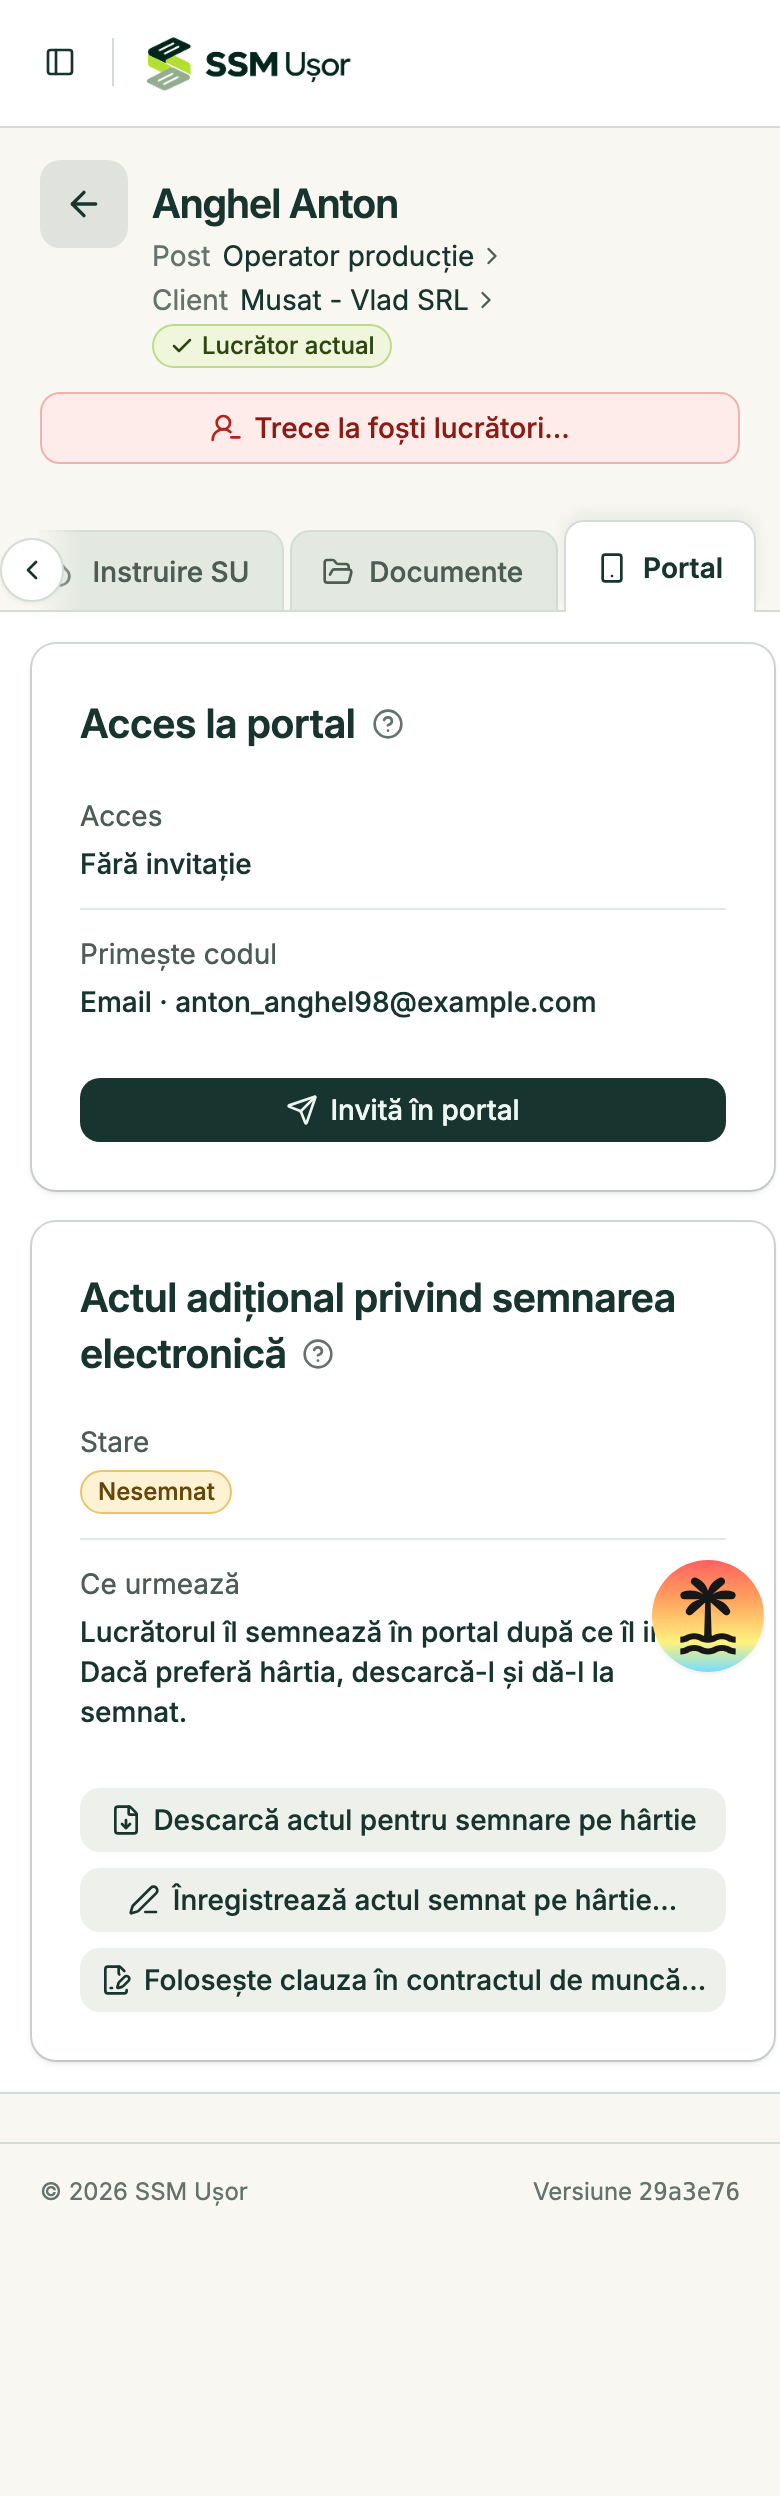 SSM Ușor
Anghel Anton
Post Operator producție
Client Musat - Vlad SRL
Lucrător actual
Trece la foști lucrători...
Instruire SU
Documente
Portal
Acces la portal
Acces
Fără invitație
Primește codul
Email · anton_anghel98@example.com
Invită în portal
Actul adițional privind semnarea
electronică
Stare
Nesemnat
Ce urmează
Lucrătorul îl semnează în portal după ce îl
Dacă preferă hârtia, descarcă-l și dă-l la
semnat.
Descarcă actul pentru semnare pe hârtie
Înregistrează actul semnat pe hârtie...
Folosește clauza în contractul de muncă...
© 2026 SSM Ușor
Versiune 29a3e76